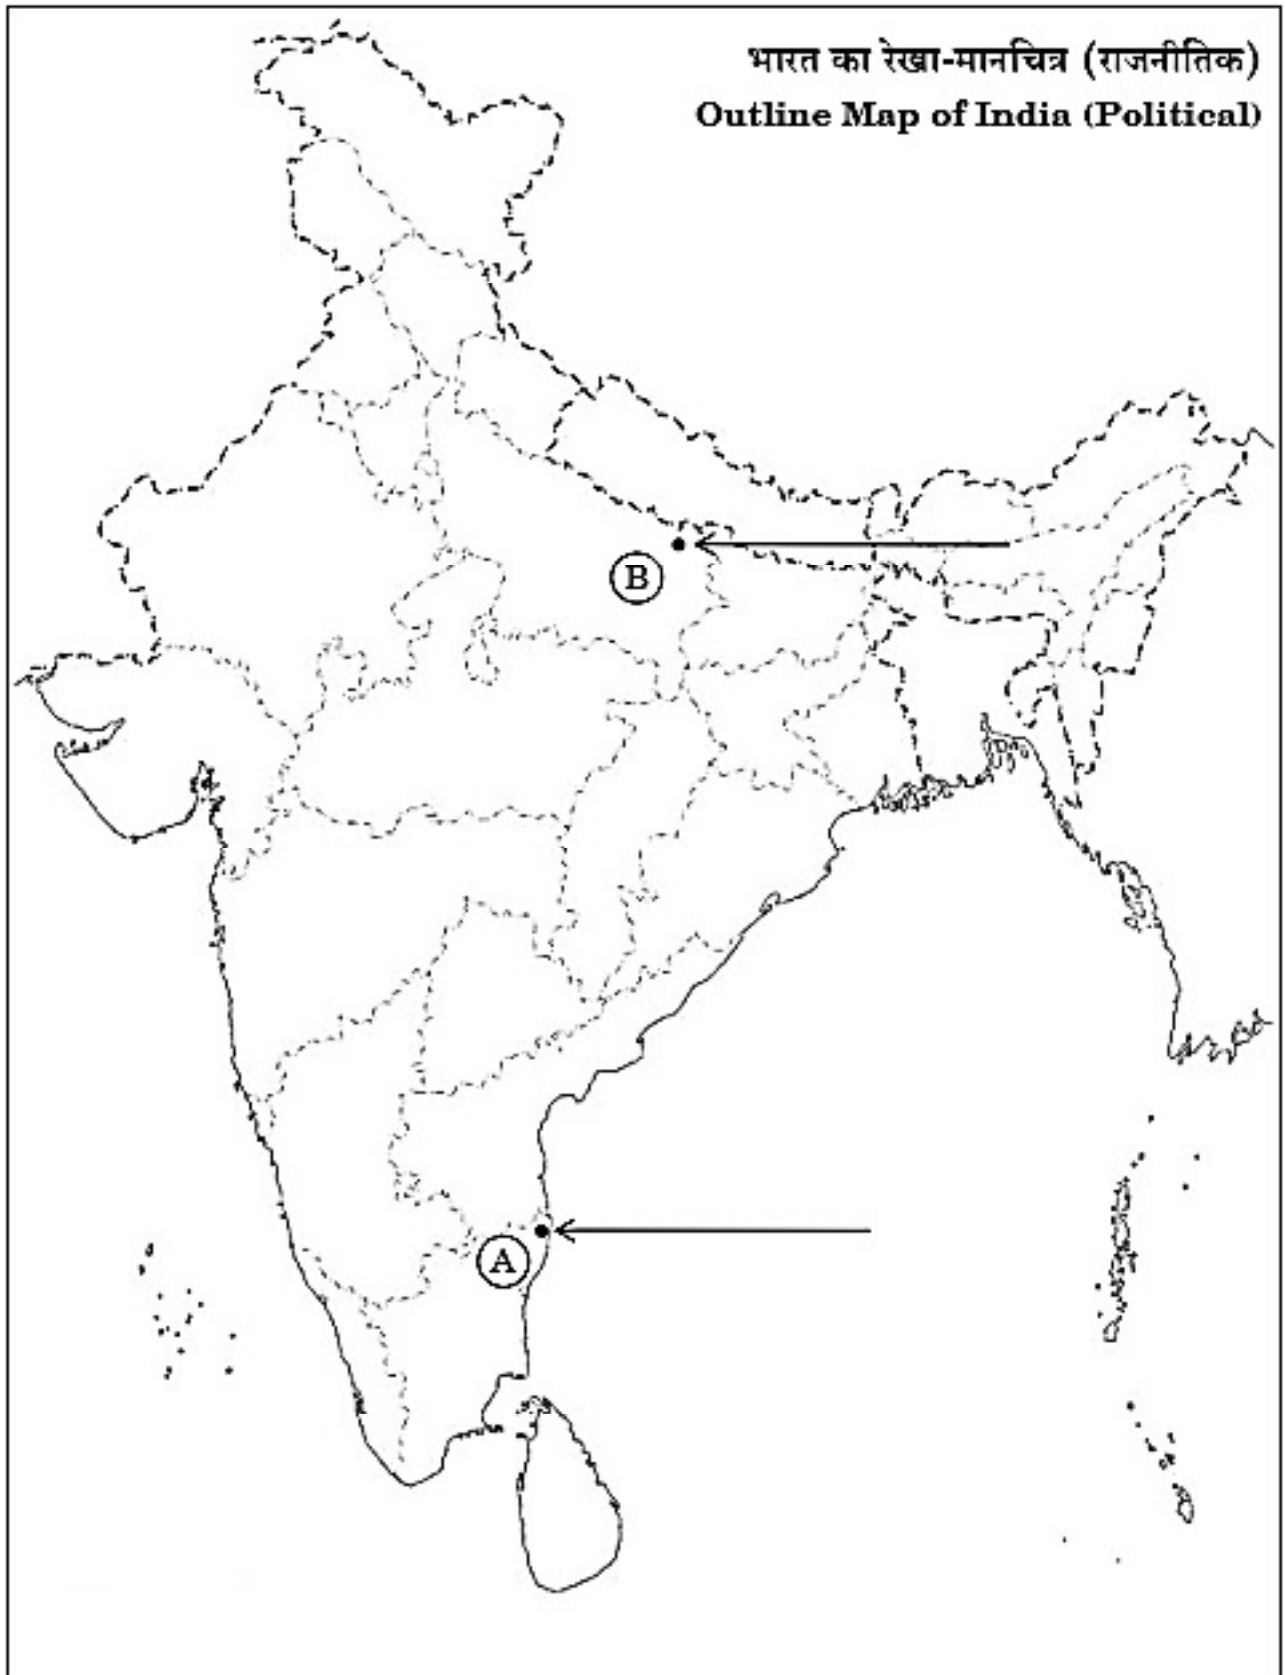 भारत का रेखा-मानचित्र (राजनीतिक)
Outline Map of India (Political)
B
A